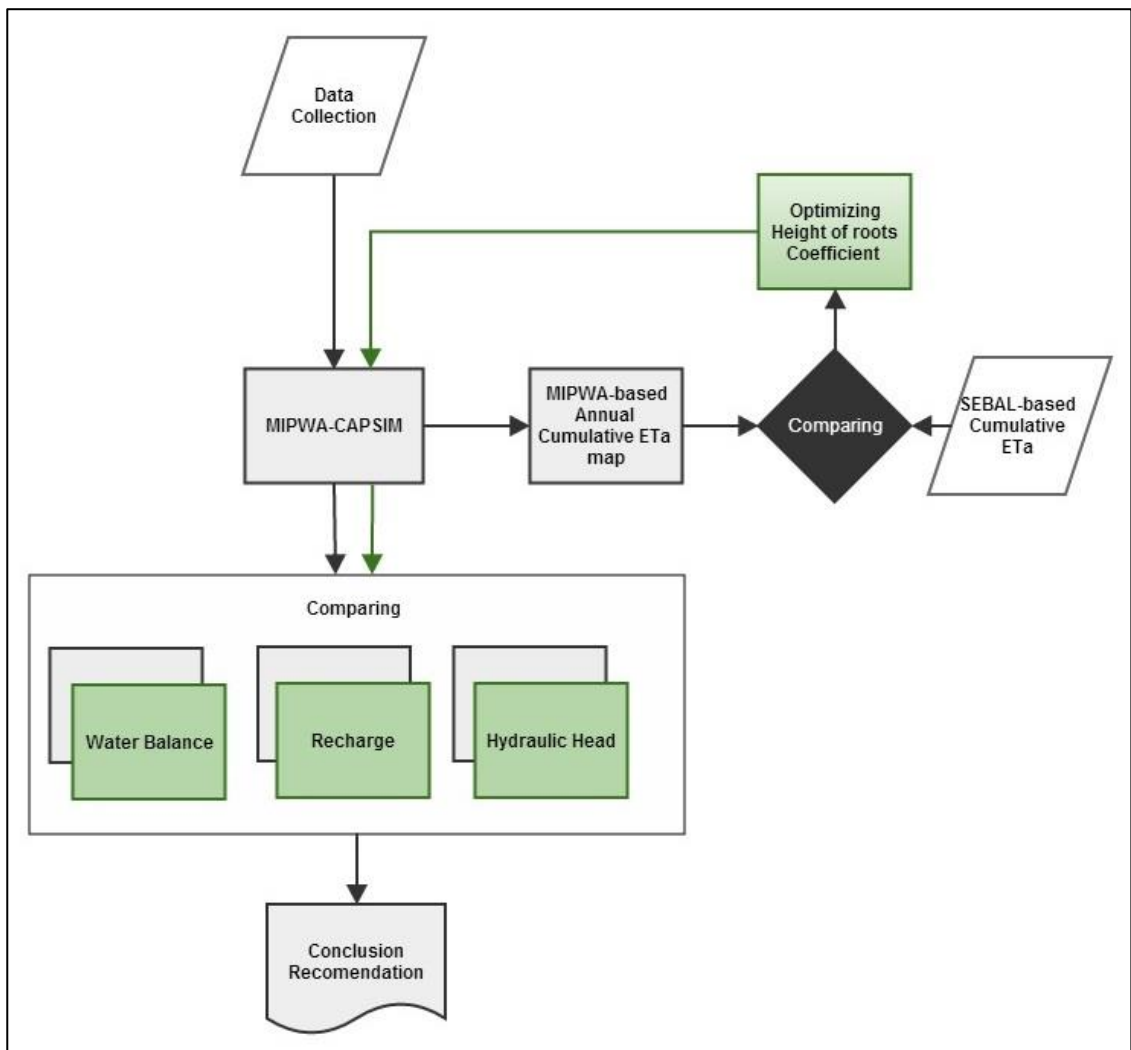 Data
Collection
Optimizing
Height of roots
Coefficient
MIPWA-CAPSIM
MIPWA-based
Annual
Cumulative ETa
map
Comparing
SEBAL-based
Cumulative
ETa
Comparing
Water Balance
Recharge
Hydraulic Head
Conclusion
Recomendation